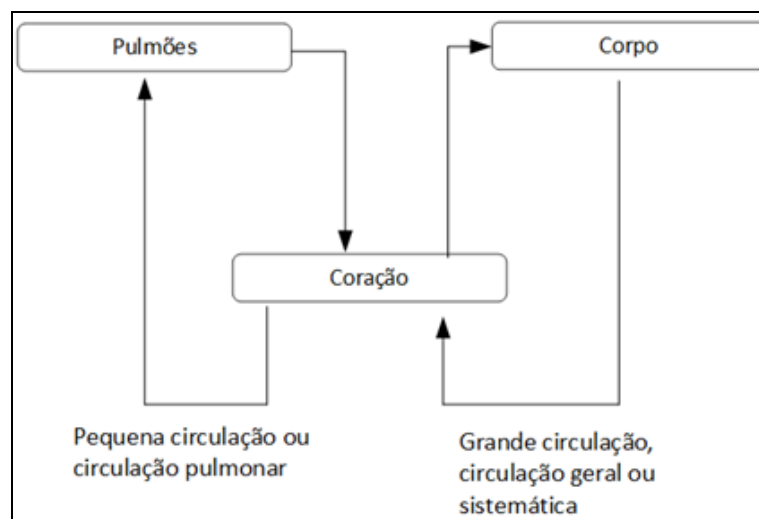 Pulmões
Corpo
Coração
Pequena circulação ou
circulação pulmonar
Grande circulação,
circulação geral ou
sistemática